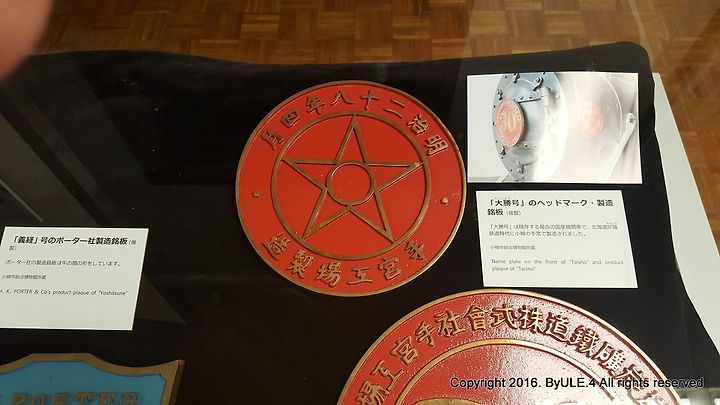 明治二十八年四月
手宮工場製造
「大勝号」のヘッドマーク・製造
銘板(複製)
「大勝号」は現存する最古の国産機関車で、北海道炭礦
鉄道時代に小樽の手宮で製造されました。
小樽市総合博物館所蔵
Name plate on the front of "Taisho" and product
plaque of "Taisho"
「義経」号のポーター社製造銘板(複
製)
ポーター社の製造銘板は牛の顔の形をしています。
小樽市総合博物館所蔵
K. PORTER & Co's product plaque of "Yoshitsune"
鐵道株式會社手宮工場
PORTER
Copyright 2016. ByULE.4 All rights reserved